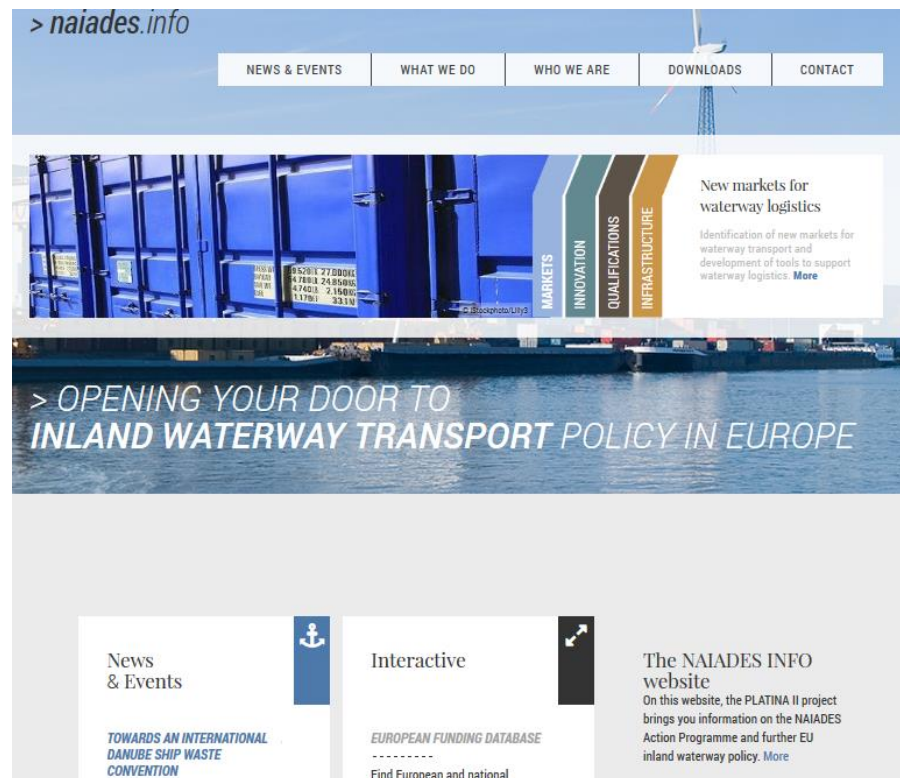 > naiades.info
NEWS & EVENTS
WHAT WE DO
WHO WE ARE
DOWNLOADS
CONTACT
MARKETS
INNOVATION
QUALIFICATIONS
INFRASTRUCTURE
© iStockphoto/Lilly3
New markets for
waterway logistics
Identification of new markets for
waterway transport and
development of tools to support
waterway logistics. More
> OPENING YOUR DOOR TO
INLAND WATERWAY TRANSPORT POLICY IN EUROPE
News
& Events
TOWARDS AN INTERNATIONAL
DANUBE SHIP WASTE
CONVENTION
Interactive
EUROPEAN FUNDING DATABASE
---------
Find European and national
The NAIADES INFO
website
On this website, the PLATINA II project
brings you information on the NAIADES
Action Programme and further EU
inland waterway policy. More